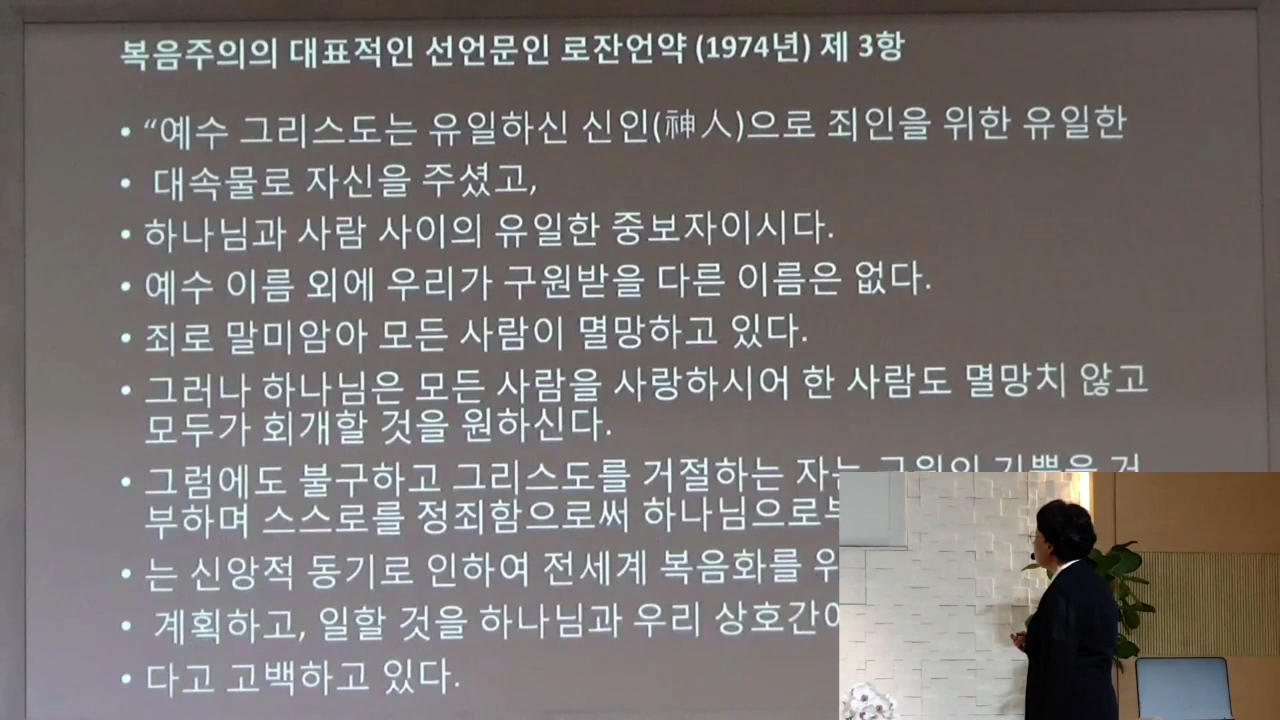 복음주의의 대표적인 선언문인 로잔언약 (1974년) 제 3항
• “예수 그리스도는 유일하신 신인(神人)으로 죄인을 위한 유일한
• 대속물로 자신을 주셨고,
• 하나님과 사람 사이의 유일한 중보자이시다.
• 예수 이름 외에 우리가 구원받을 다른 이름은 없다.
• 죄로 말미암아 모든 사람이 멸망하고 있다.
• 그러나 하나님은 모든 사람을 사랑하시어 한 사람도 멸망치 않고
모두가 회개할 것을 원하신다.
• 그럼에도 불구하고 그리스도를 거절하는 자는
부하며 스스로를 정죄함으로써 하나님으로부
• 는 신앙적 동기로 인하여 전세계 복음화를
• 계획하고, 일할 것을 하나님과 우리 상호간에
• 다고 고백하고 있다.